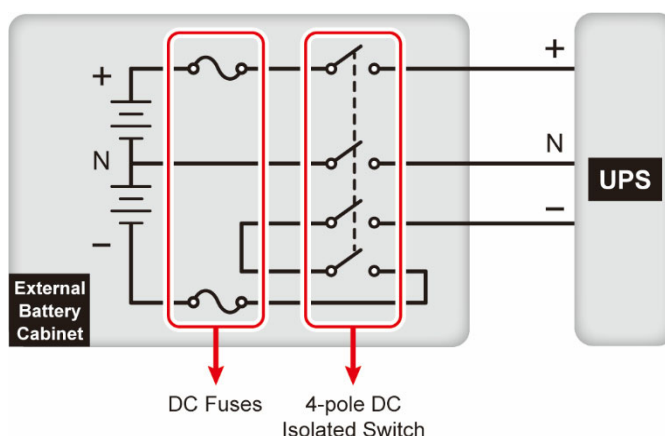 +
+
N
N
−
−
UPS
External
Battery
Cabinet
DC Fuses
4-pole DC
Isolated Switch